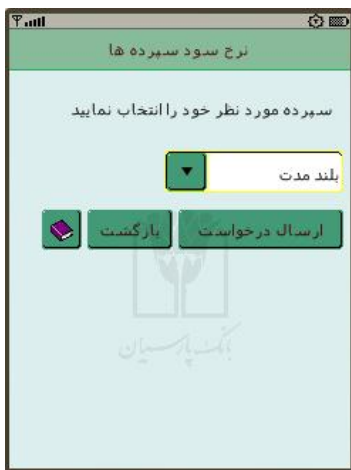 نرخ سود سپرده ها
سپرده مورد نظر خود را انتخاب نمایید
بلند مدت
ارسال درخواست
بازگشت
بانک پارسیان